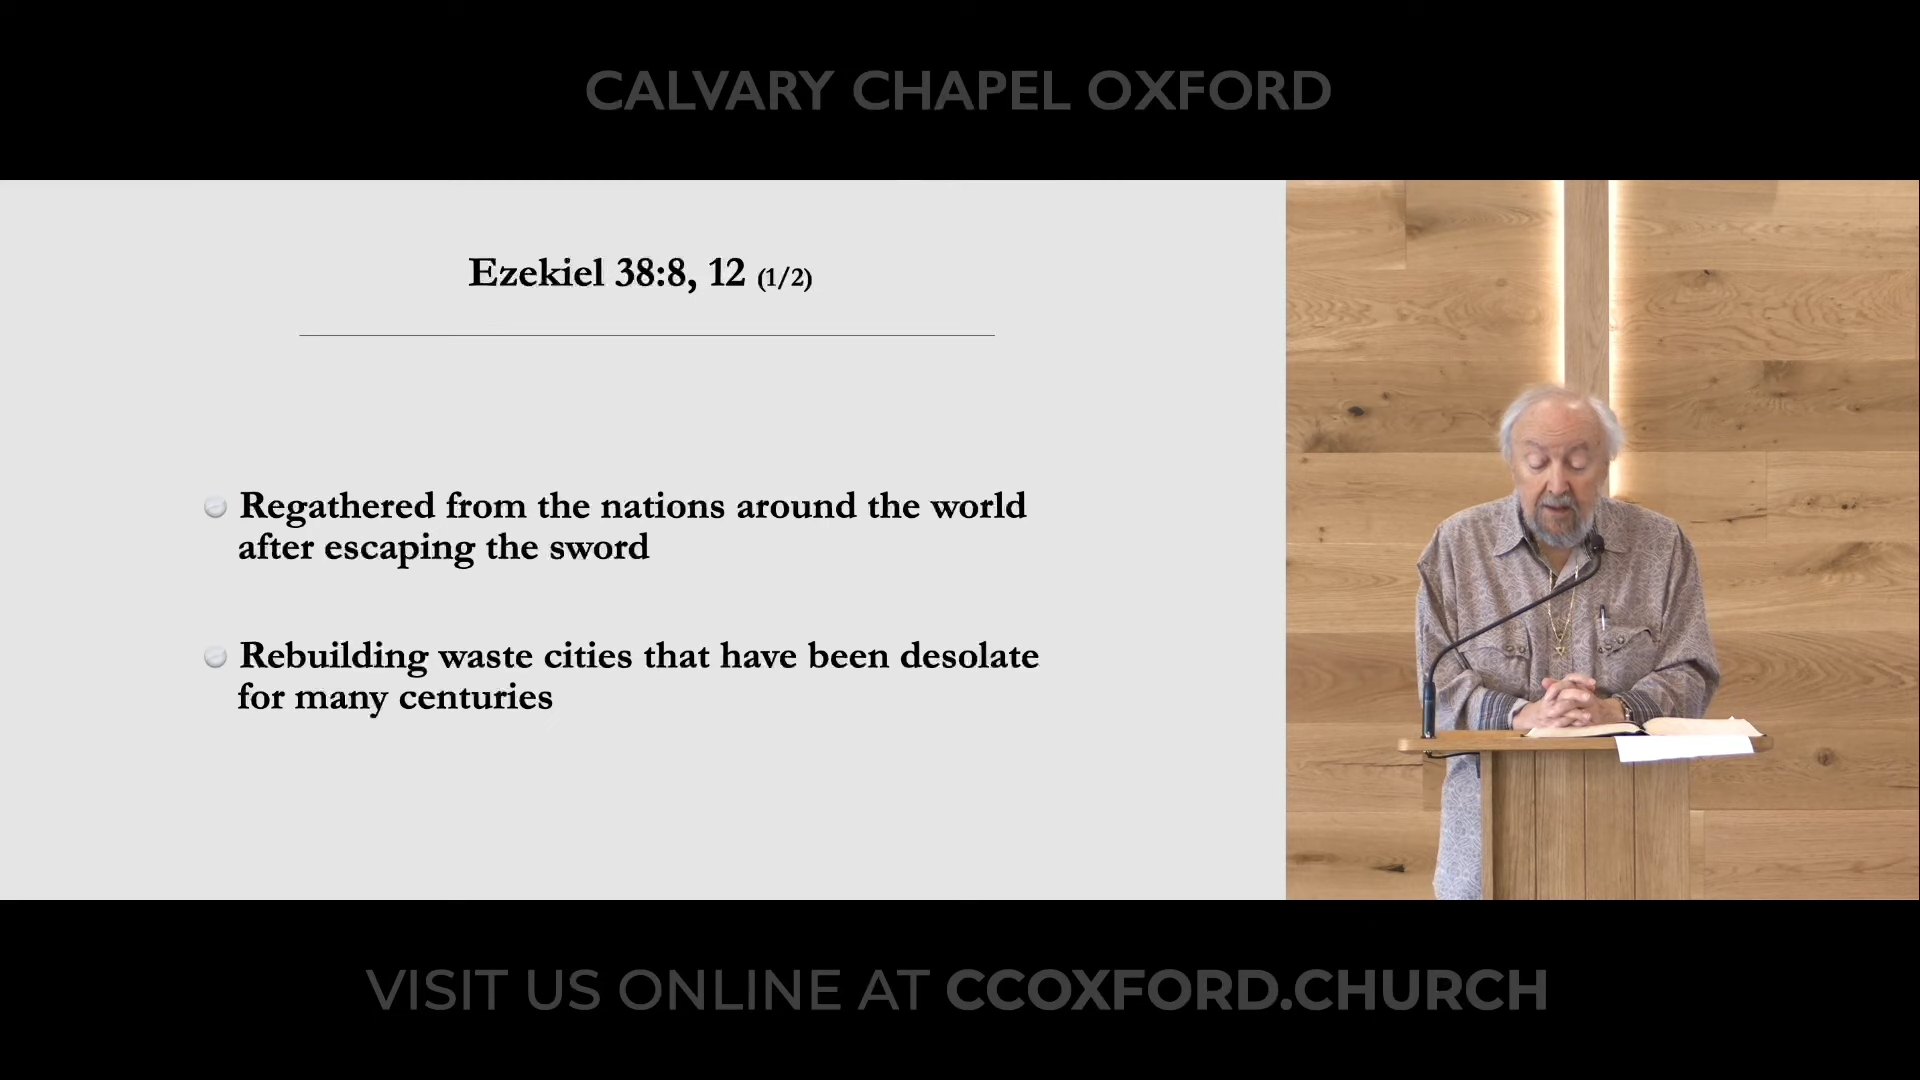 CALVARY CHAPEL OXFORD
Ezekiel 38:8, 12 (1/2)
Regathered from the nations around the world
after escaping the sword
Rebuilding waste cities that have been desolate
for many centuries
VISIT US ONLINE AT CCOXFORD.CHURCH